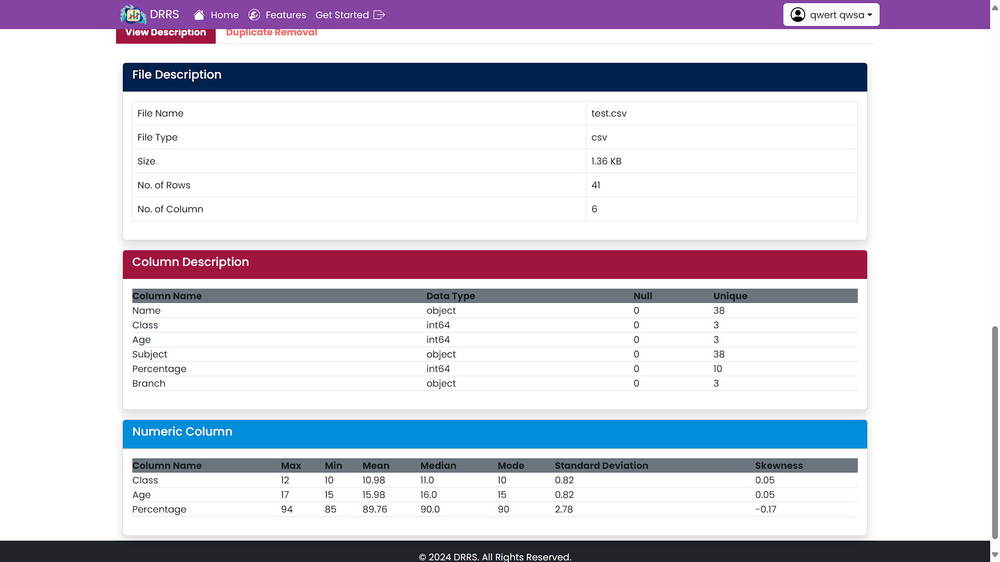 DRRS Home Features Get Started qwert qwsa
View Description Duplicate Removal
File Description
File Name test.csv
File Type csv
Size 1.36 KB
No. of Rows 41
No. of Column 6
Column Description
Column Name Data Type Null Unique
Name object 0 38
Class int64 0 3
Age int64 0 3
Subject object 0 38
Percentage int64 0 10
Branch object 0 3
Numeric Column
Column Name Max Min Mean Median Mode Standard Deviation Skewness
Class 12 10 10.98 11.0 10 0.82 0.05
Age 17 15 15.98 16.0 15 0.82 0.05
Percentage 94 85 89.76 90.0 90 2.78 -0.17
© 2024 DRRS. All Rights Reserved.